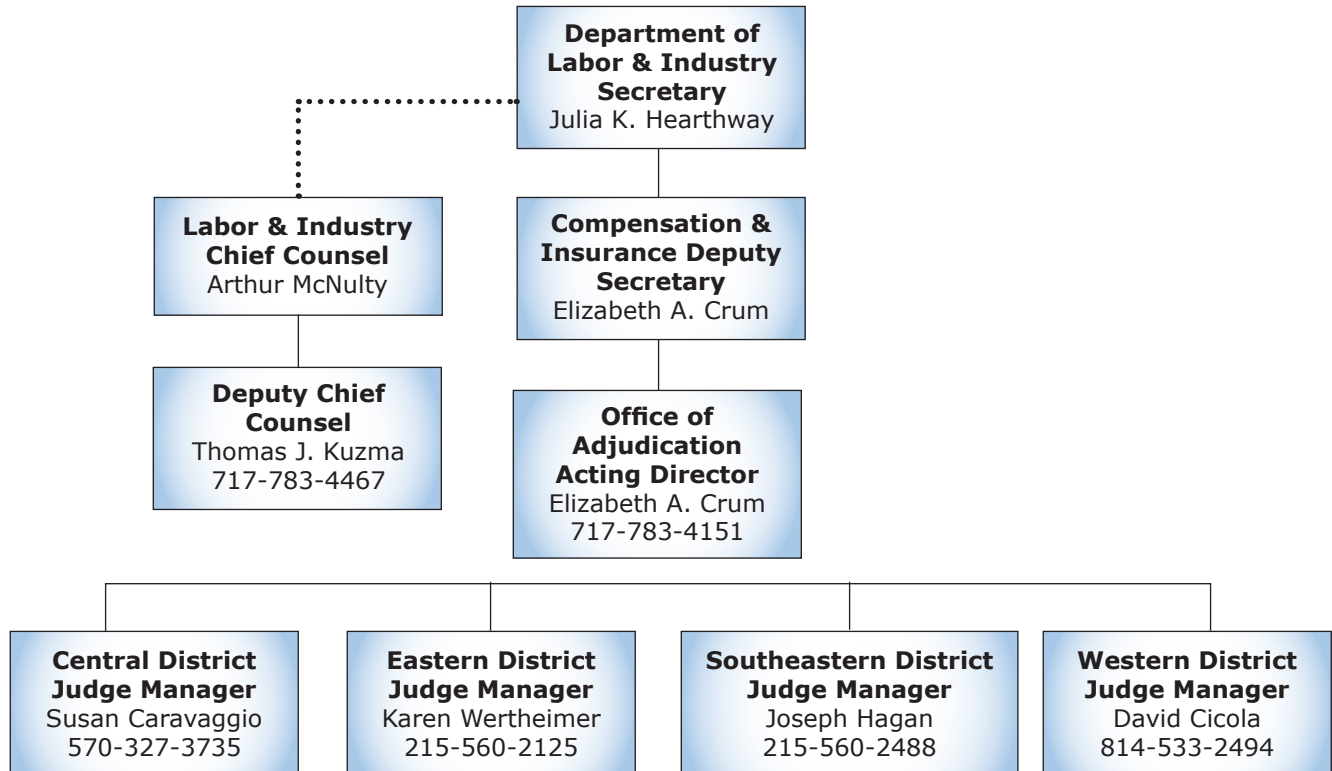 Department of
Labor & Industry
Secretary
Julia K. Hearthway
Labor & Industry
Chief Counsel
Arthur McNulty
Compensation &
Insurance Deputy
Secretary
Elizabeth A. Crum
Deputy Chief
Counsel
Thomas J. Kuzma
717-783-4467
Office of
Adjudication
Acting Director
Elizabeth A. Crum
717-783-4151
Central District
Judge Manager
Susan Caravaggio
570-327-3735
Eastern District
Judge Manager
Karen Wertheimer
215-560-2125
Southeastern District
Judge Manager
Joseph Hagan
215-560-2488
Western District
Judge Manager
David Cicola
814-533-2494